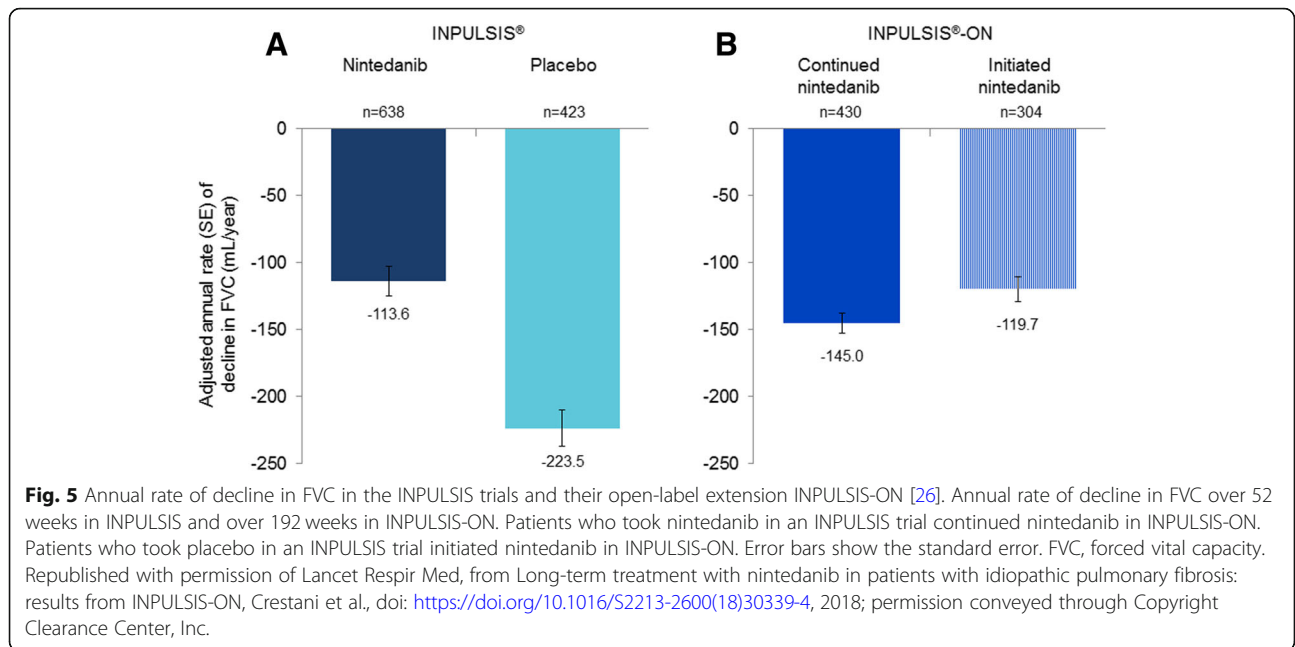 A
INPULSIS®
Nintedanib
Placebo
n=638
n=423
Adjusted annual rate (SE) of
decline in FVC (mL/year)
0
-50
-100
-150
-200
-250
-113.6
-223.5
B
INPULSIS®-ON
Continued
nintedanib
Initiated
nintedanib
n=430
n=304
0
-50
-100
-150
-200
-250
-145.0
-119.7
Fig. 5 Annual rate of decline in FVC in the INPULSIS trials and their open-label extension INPULSIS-ON [26]. Annual rate of decline in FVC over 52
weeks in INPULSIS and over 192 weeks in INPULSIS-ON. Patients who took nintedanib in an INPULSIS trial continued nintedanib in INPULSIS-ON.
Patients who took placebo in an INPULSIS trial initiated nintedanib in INPULSIS-ON. Error bars show the standard error. FVC, forced vital capacity.
Republished with permission of Lancet Respir Med, from Long-term treatment with nintedanib in patients with idiopathic pulmonary fibrosis:
results from INPULSIS-ON, Crestani et al., doi: https://doi.org/10.1016/S2213-2600(18)30339-4, 2018; permission conveyed through Copyright
Clearance Center, Inc.